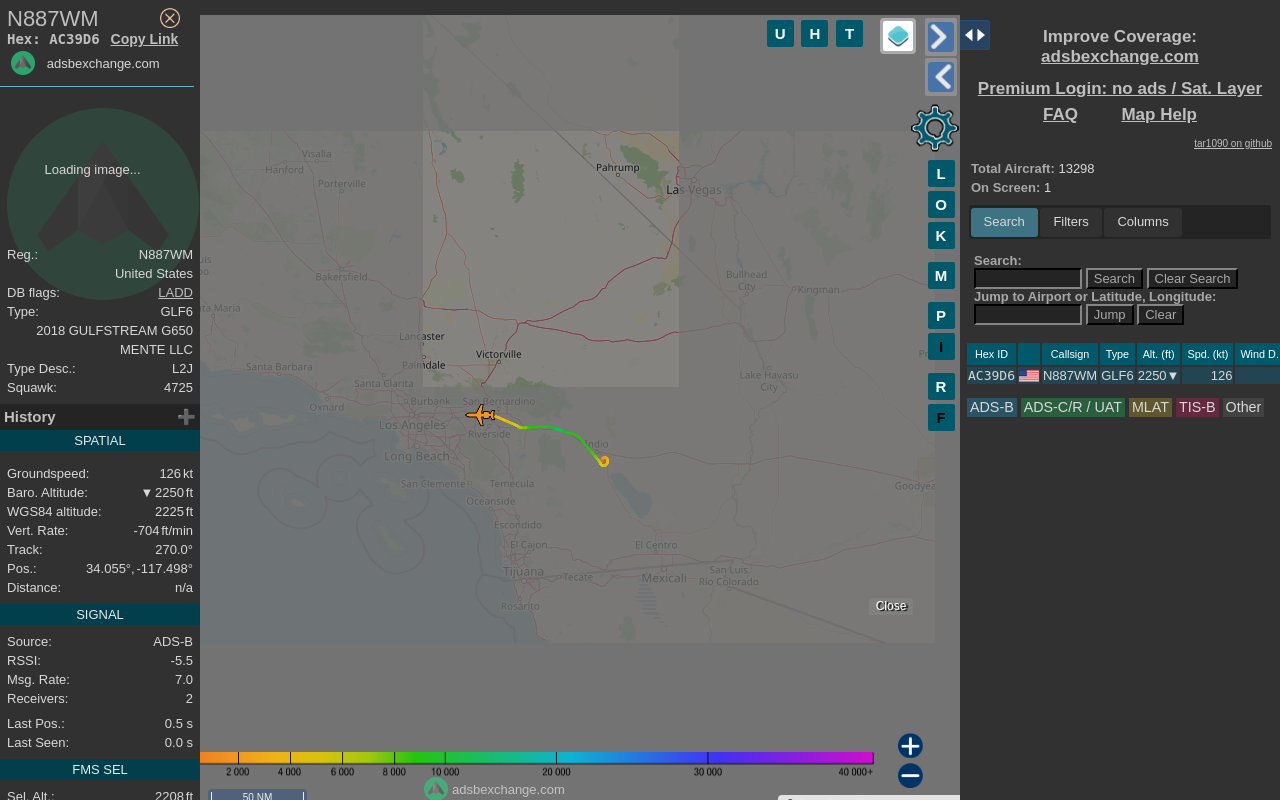 N887WM
Hex: AC39D6 Copy Link
adsbexchange.com
Loading image...
Reg.: N887WM
United States
DB flags: LADD
Type: GLF6
2018 GULFSTREAM G650
MENTE LLC
Type Desc.: L2J
Squawk: 4725
History
SPATIAL
Groundspeed: 126 kt
Baro. Altitude: ▼ 2250 ft
WGS84 altitude: 2225 ft
Vert. Rate: -704 ft/min
Track: 270.0°
Pos.: 34.055°, -117.498°
Distance: n/a
SIGNAL
Source: ADS-B
RSSI: -5.5
Msg. Rate: 7.0
Receivers: 2
Last Pos.: 0.5 s
Last Seen: 0.0 s
FMS SEL
Sel. Alt.: 2208 ft
U H T
L
O
K
M
P
I
R
F
Visalia
Hanford
Porterville
Pahrump
Las Vegas
Bakersfield
Bullhead
City
Kingman
Santa Maria
Lancaster
Palmdale
Victorville
Santa Barbara
Santa Clarita
Lake Havasu
City
Oxnard
Burbank
San Bernardino
Los Angeles
Riverside
Indio
Long Beach
San Clemente
Temecula
Goodyear
Oceanside
Escondido
El Cajon
El Centro
Tijuana
Tecate
Mexicali
San Luis
Río Colorado
Rosarito
Close
2 000 4 000 6 000 8 000 10 000 20 000 30 000 40 000+
adsbexchange.com
50 NM
Improve Coverage:
adsbexchange.com
Premium Login: no ads / Sat. Layer
FAQ Map Help
tar1090 on github
Total Aircraft: 13298
On Screen: 1
Search Filters Columns
Search:
Search Clear Search
Jump to Airport or Latitude, Longitude:
Jump Clear
Hex ID Callsign Type Alt. (ft) Spd. (kt) Wind D.
AC39D6 N887WM GLF6 2250▼ 126
ADS-B ADS-C/R / UAT MLAT TIS-B Other